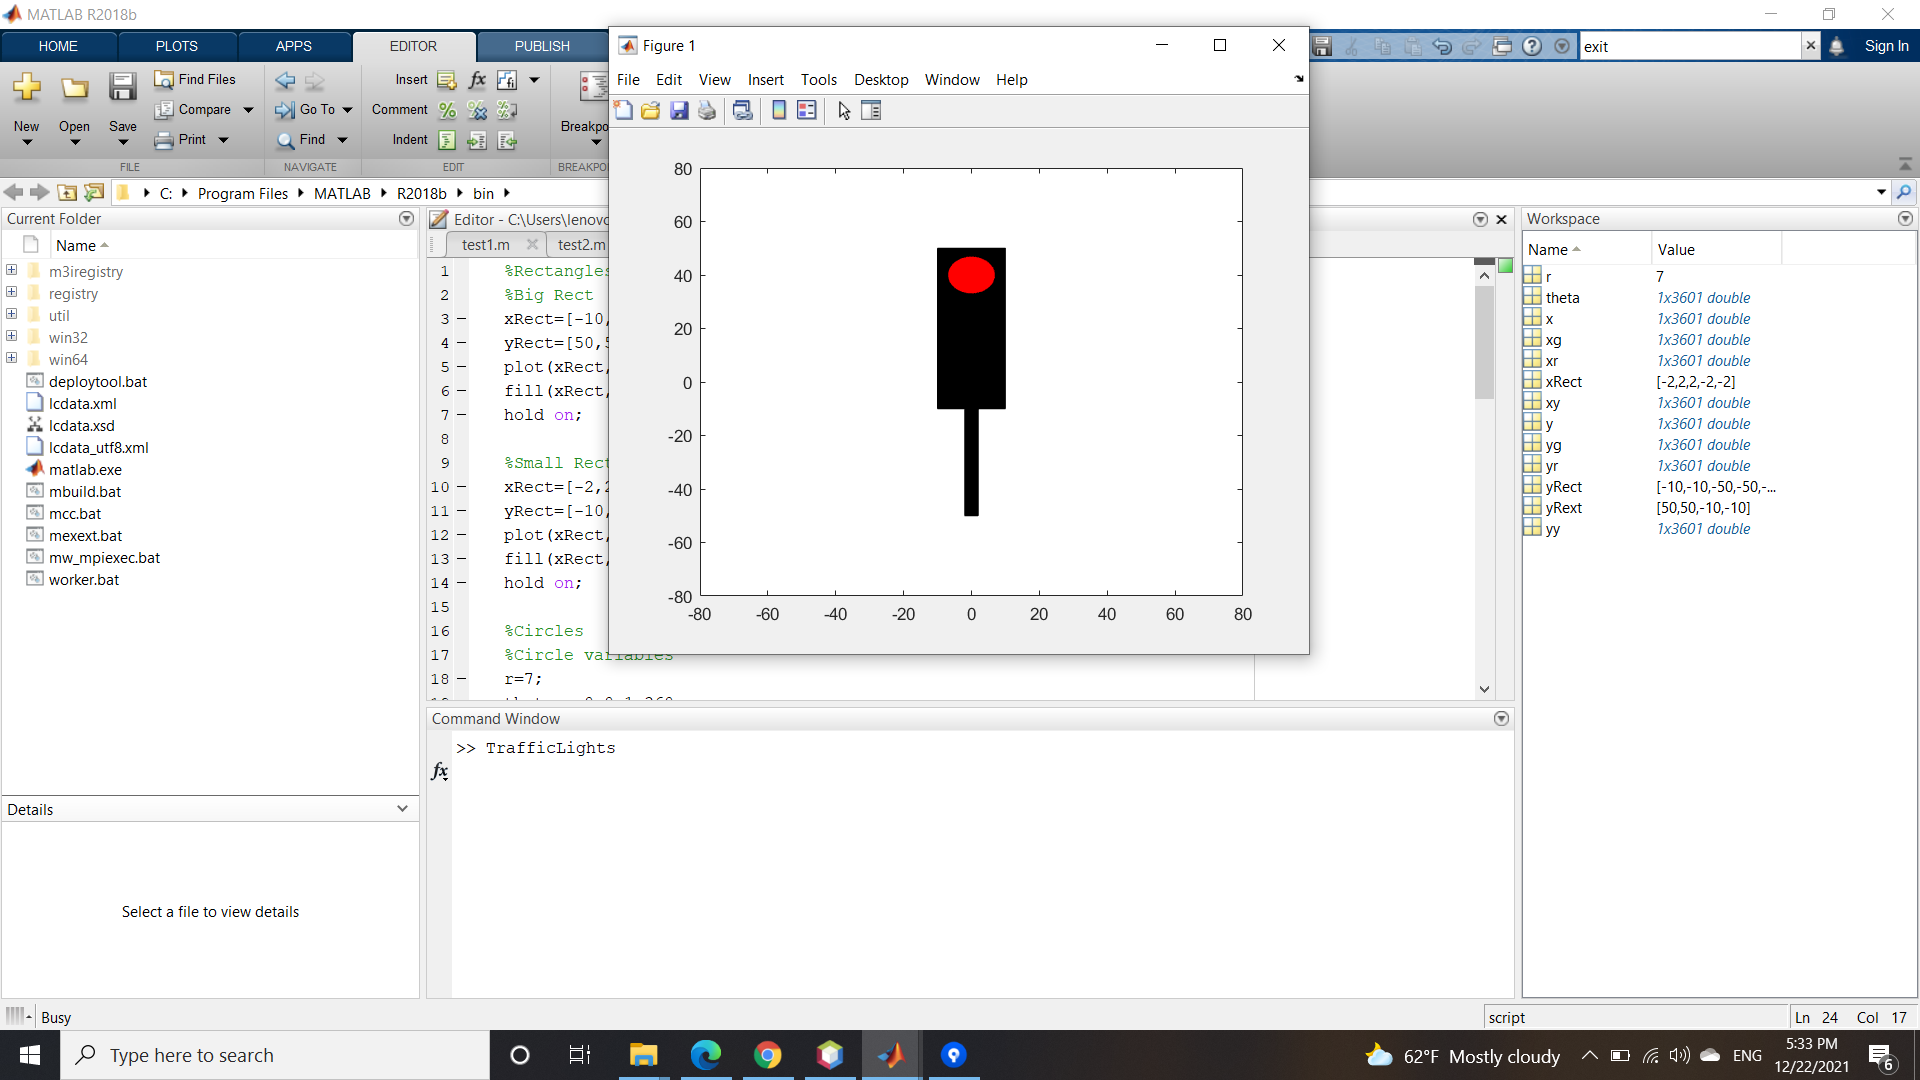 MATLAB R2018b
HOME PLOTS APPS EDITOR PUBLISH
exit
Sign In
New Open Save
Find Files
Compare
Print
Go To
Find
Insert
Comment
Indent
FILE NAVIGATE EDIT
C: Program Files MATLAB R2018b bin
Current Folder
Name
m3iregistry
registry
util
win32
win64
deploytool.bat
lcdata.xml
lcdata.xsd
lcdata_utf8.xml
matlab.exe
mbuild.bat
mcc.bat
mexext.bat
mw_mpiexec.bat
worker.bat
Details
Select a file to view details
Editor - C:\Users\lenovo
test1.m test2.m
1 %Rectangles
2 %Big Rect
3 xRect=[-10,
4 yRect=[50,5
5 plot(xRect,
6 fill(xRect,
7 hold on;
8
9 %Small Rect
10 xRect=[-2,2
11 yRect=[-10,
12 plot(xRect,
13 fill(xRect,
14 hold on;
15
16 %Circles
17 %Circle variables
18 r=7;
Figure 1
File Edit View Insert Tools Desktop Window Help
80
60
40
20
0
-20
-40
-60
-80
-80 -60 -40 -20 0 20 40 60 80
Command Window
>> TrafficLights
fx
Workspace
Name Value
r 7
theta 1x3601 double
x 1x3601 double
xg 1x3601 double
xr 1x3601 double
xRect [-2,2,2,-2,-2]
xy 1x3601 double
y 1x3601 double
yg 1x3601 double
yr 1x3601 double
yRect [-10,-10,-50,-50,-...
yRext [50,50,-10,-10]
yy 1x3601 double
Busy
script
Ln 24 Col 17
Type here to search
62°F Mostly cloudy
ENG
5:33 PM
12/22/2021
6